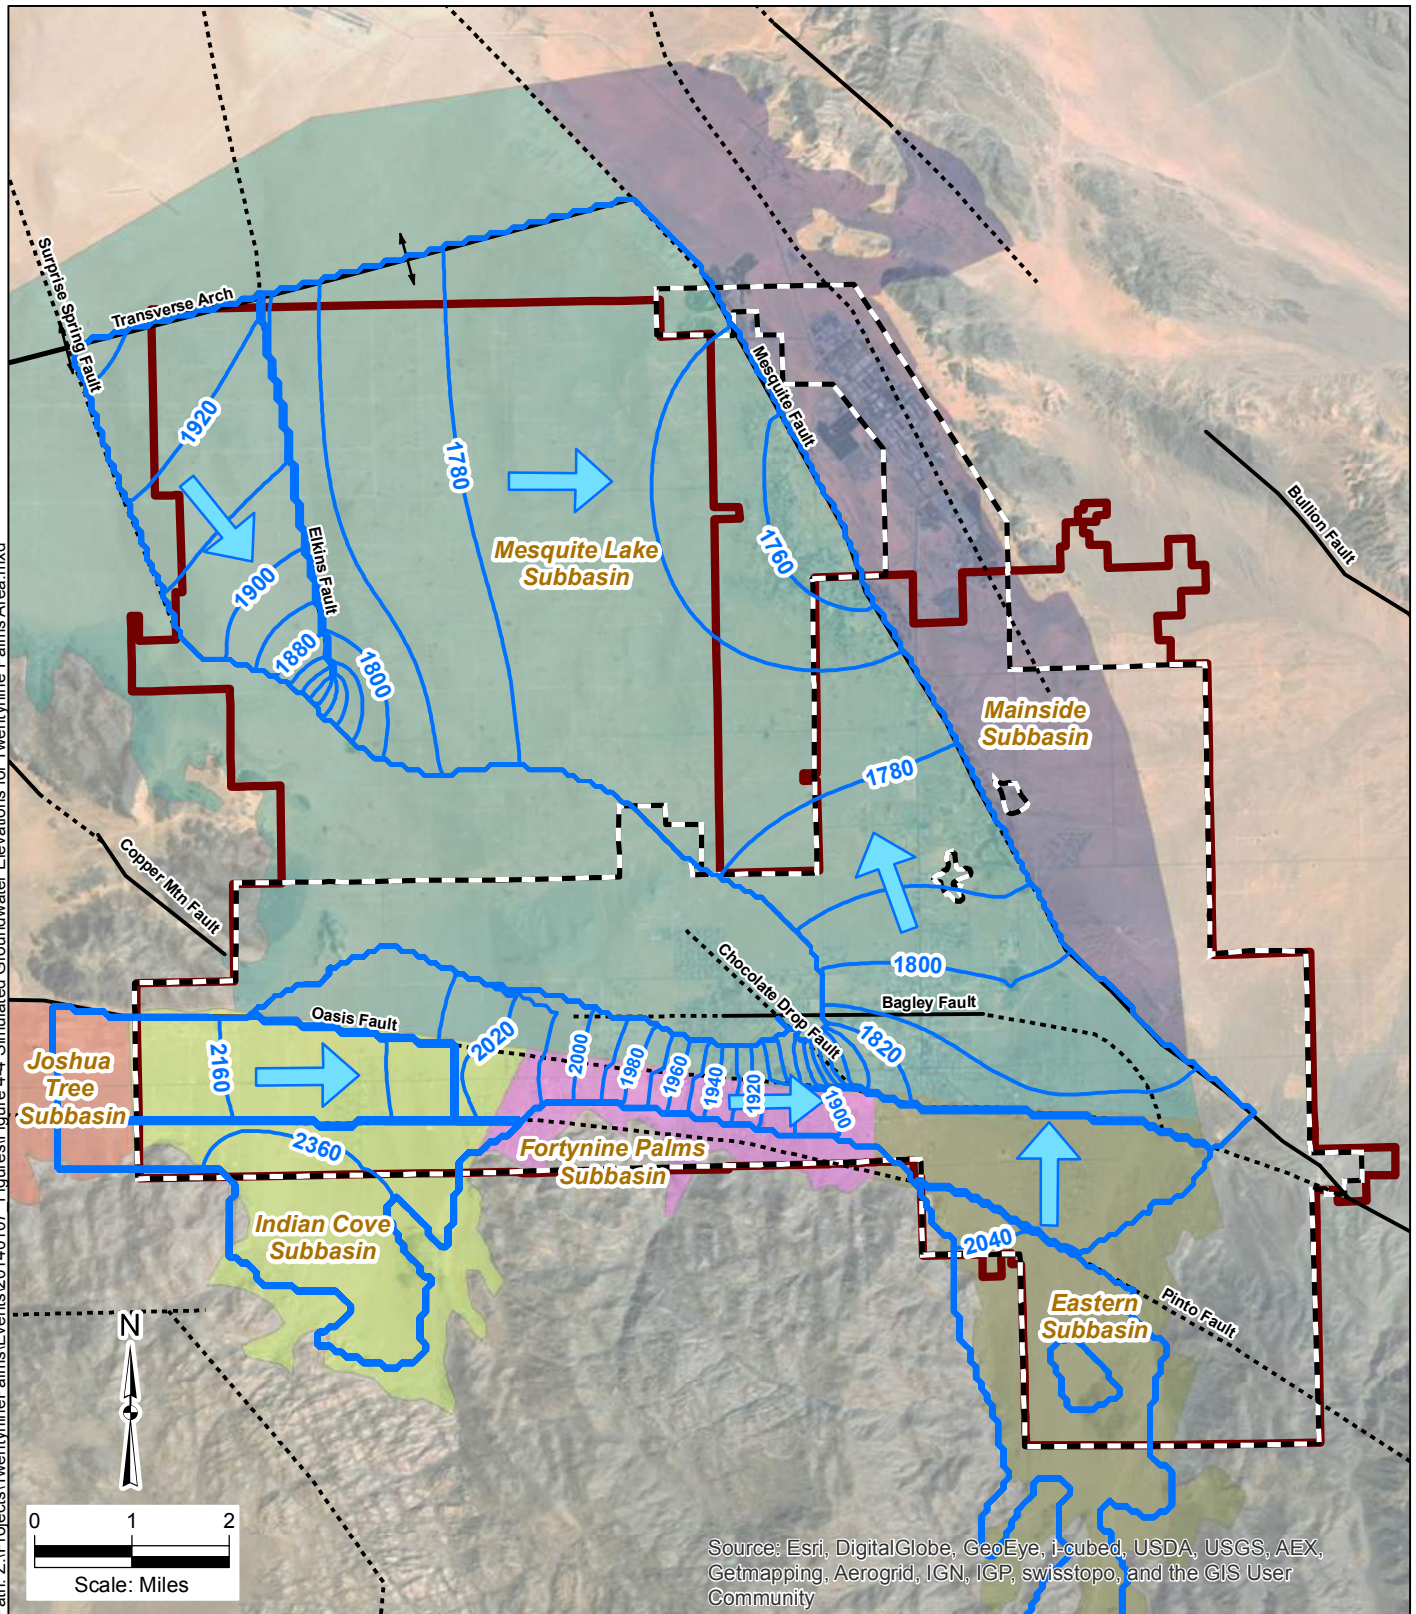 Surprise Spring Fault
Transverse Arch
1920
1780
Elkins Fault
Mesquite Fault
Mesquite Lake
Subbasin
1760
Bullion Fault
1900
1880
1800
Mainside
Subbasin
1780
Copper Mtn Fault
Chocolate Drop Fault
1800
Bagley Fault
Oasis Fault
2020
2000
1980
1960
1940
1920
1900
1820
2160
Joshua
Tree
Subbasin
2360
Fortynine Palms
Subbasin
Indian Cove
Subbasin
2040
Eastern
Subbasin
Pinto Fault
N
0 1 2
Scale: Miles
Source: Esri, DigitalGlobe, GeoEye, i-cubed, USDA, USGS, AEX,
Getmapping, Aerogrid, IGN, IGP, swisstopo, and the GIS User
Community